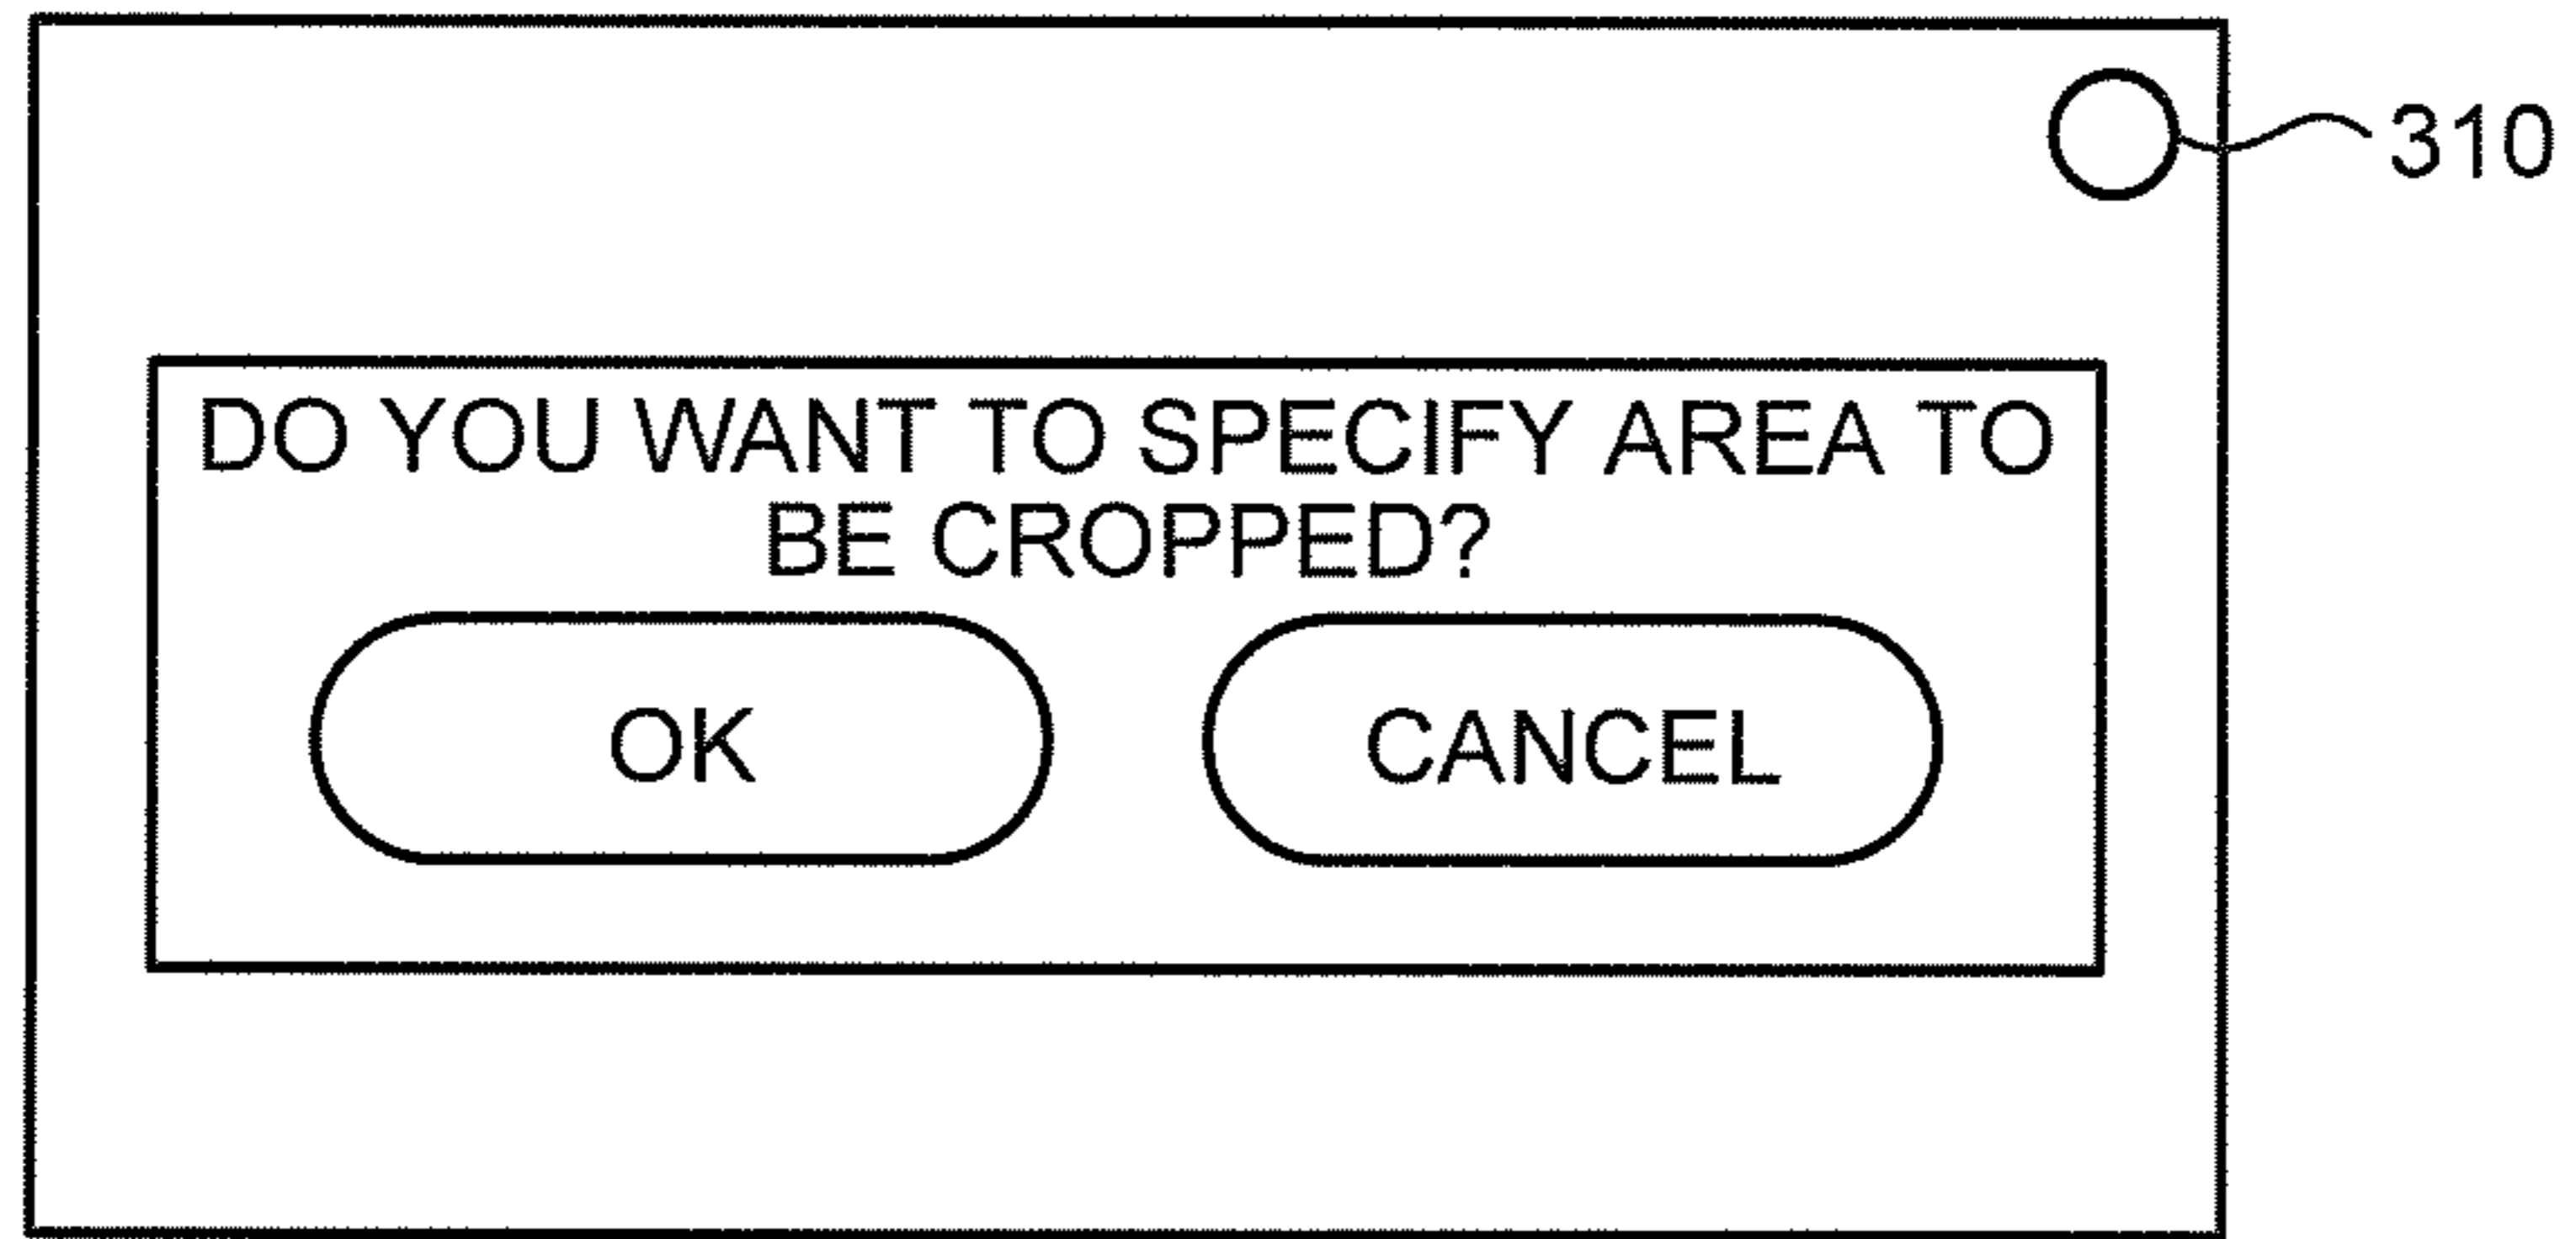 310
DO YOU WANT TO SPECIFY AREA TO
BE CROPPED?
OK
CANCEL